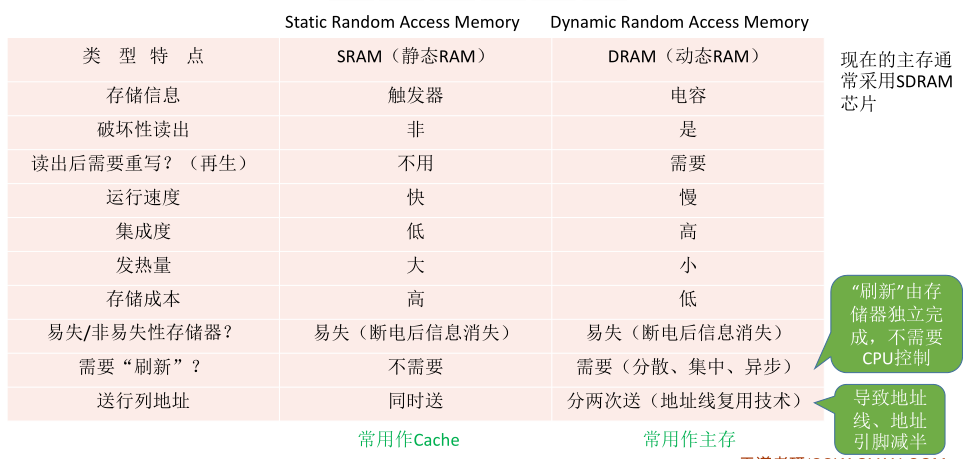 Static Random Access Memory Dynamic Random Access Memory
类 型 特 点 SRAM（静态RAM） DRAM（动态RAM）
存储信息 触发器 电容
破坏性读出 非 是
读出后需要重写？（再生） 不用 需要
运行速度 快 慢
集成度 低 高
发热量 大 小
存储成本 高 低
易失/非易失性存储器？ 易失（断电后信息消失） 易失（断电后信息消失）
需要“刷新”？ 不需要 需要（分散、集中、异步）
送行列地址 同时送 分两次送（地址线复用技术）
常用作Cache 常用作主存
现在的主存通
常采用SDRAM
芯片
“刷新”由存
储器独立完
成，不需要
CPU控制
导致地址
线、地址
引脚减半